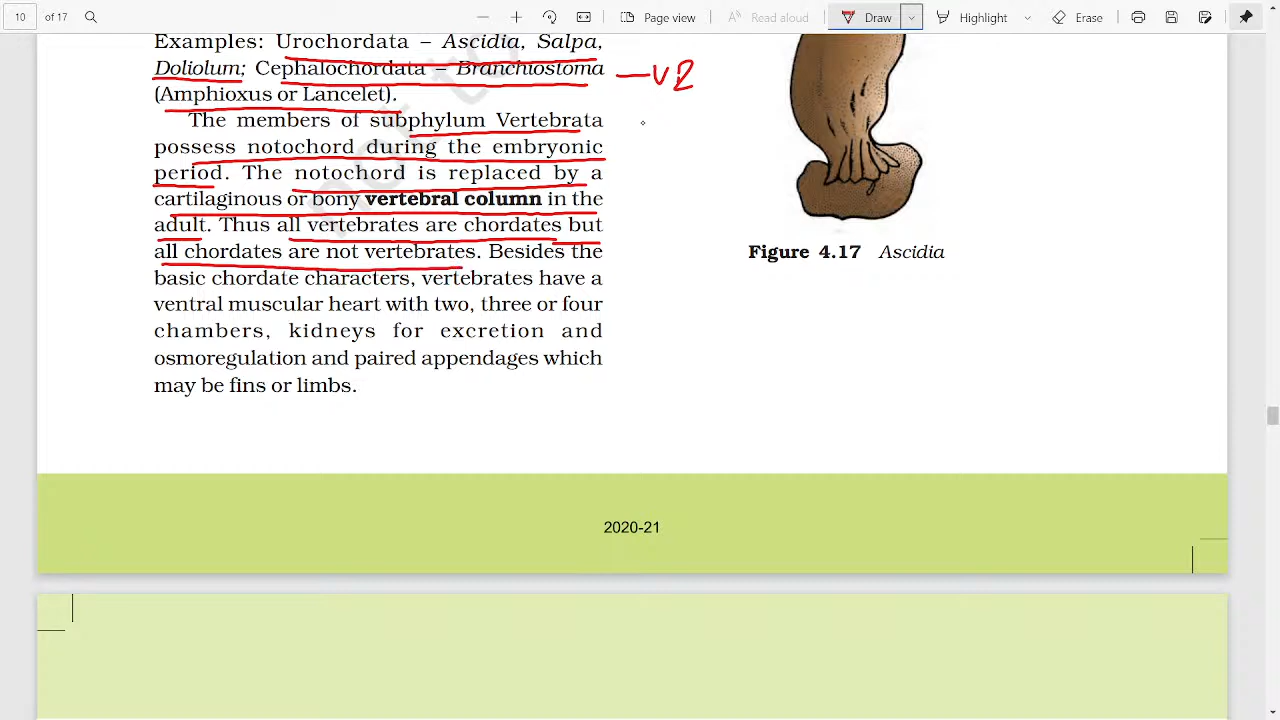 10 of 17 Page view Read aloud Draw Highlight Erase
Examples: Urochordata – Ascidia, Salpa,
Doliolum; Cephalochordata – Branchiostoma
(Amphioxus or Lancelet).
The members of subphylum Vertebrata
possess notochord during the embryonic
period. The notochord is replaced by a
cartilaginous or bony vertebral column in the
adult. Thus all vertebrates are chordates but
all chordates are not vertebrates. Besides the
basic chordate characters, vertebrates have a
ventral muscular heart with two, three or four
chambers, kidneys for excretion and
osmoregulation and paired appendages which
may be fins or limbs.
Figure 4.17 Ascidia
2020-21